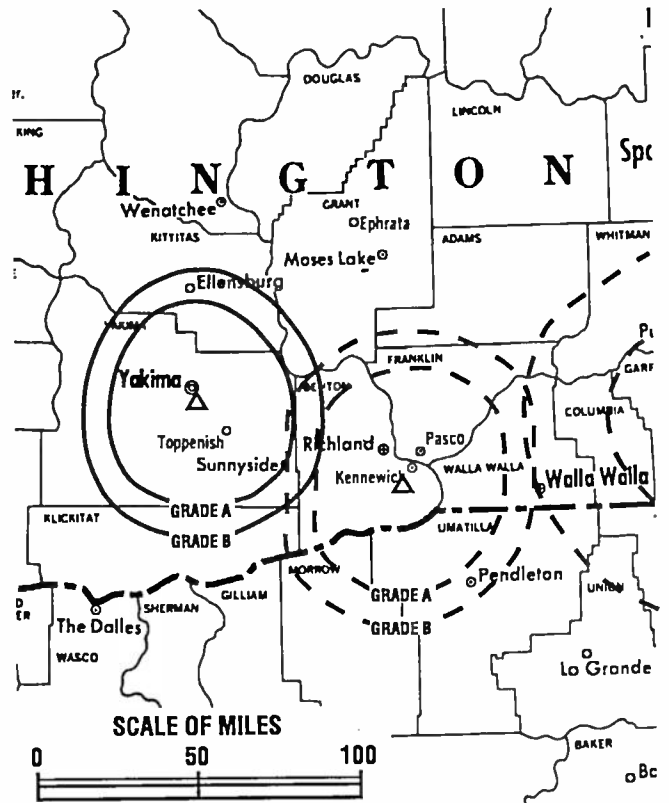 DOUGLAS
LINCOLN
KING
H I N G T O N
Wenatchee
GRANT
Ephrata
KITTITAS
ADAMS
WHITMAN
Moses Lake
Ellensburg
YAKIMA
FRANKLIN
Yakima
BENTON
COLUMBIA
Toppenish
Richland
Pasco
Sunnyside
Kennewick
WALLA WALLA
Walla Walla
GRADE A
KLICKITAT
UMATILLA
GRADE B
MORROW
Pendleton
GILLIAM
UNION
SHERMAN
GRADE A
The Dalles
GRADE B
WASCO
La Grande
SCALE OF MILES
BAKER
0 50 100